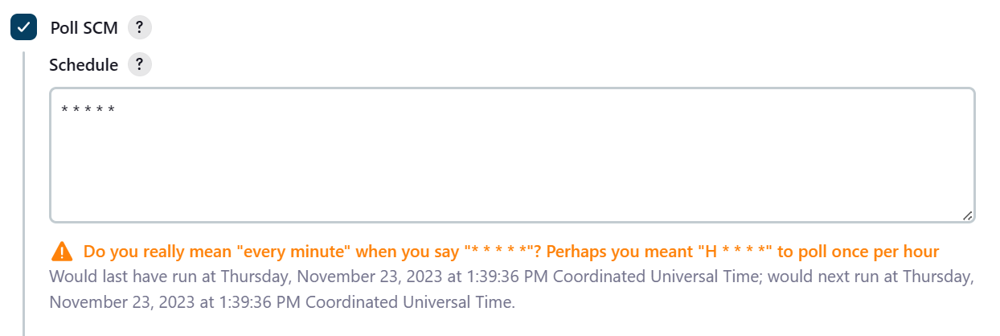 Poll SCM ?
Schedule ?
* * * * *
Do you really mean "every minute" when you say "* * * * *"? Perhaps you meant "H * * * *" to poll once per hour
Would last have run at Thursday, November 23, 2023 at 1:39:36 PM Coordinated Universal Time; would next run at Thursday,
November 23, 2023 at 1:39:36 PM Coordinated Universal Time.